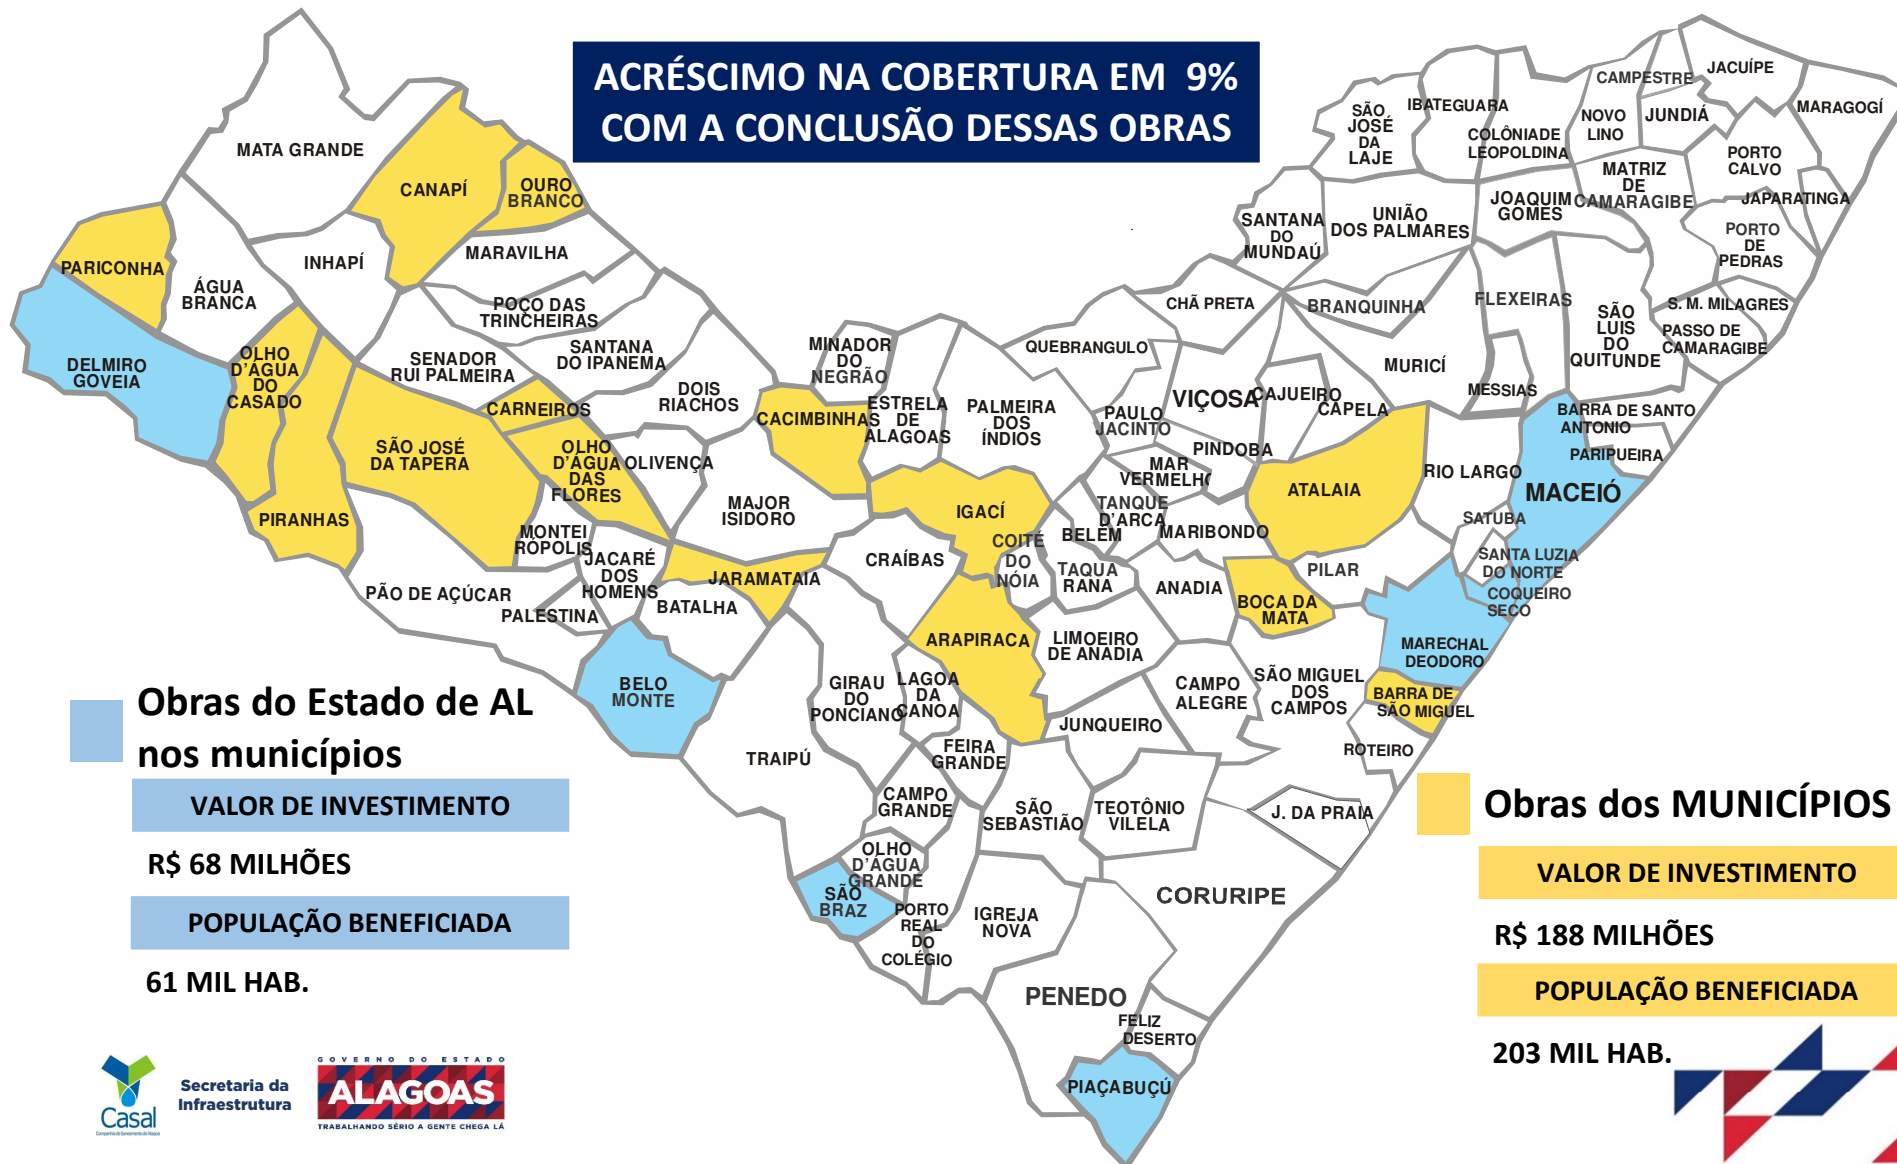 ACRÉSCIMO NA COBERTURA EM 9%
COM A CONCLUSÃO DESSAS OBRAS
MATA GRANDE
CANAPÍ
OURO
BRANCO
PARICONHA
ÁGUA
BRANCA
INHAPÍ
MARAVILHA
DELMIRO
GOVEIA
OLHO
D'ÁGUA
DO
CASADO
POÇO DAS
TRINCHEIRAS
SENADOR
RUI PALMEIRA
SANTANA
DO IPANEMA
DOIS
RIACHOS
CARNEIROS
SÃO JOSÉ
DA TAPERA
OLHO
D'ÁGUA
DAS
FLORES
OLIVENÇA
PIRANHAS
MONTEI
RÓPOLIS
MAJOR
ISIDORO
JACARÉ
DOS
HOMENS
PÃO DE AÇÚCAR
PALESTINA
JARAMATAIA
BATALHA
BELO
MONTE
MINADOR
DO
NEGRÃO
CACIMBINHAS
ESTRELA
DE
ALAGOAS
PALMEIRA
DOS
ÍNDIOS
IGACÍ
CRAÍBAS
COITÉ
DO
NÓIA
ARAPIRACA
QUEBRANGULO
PAULO
JACINTO
CHÃ PRETA
VIÇOSA
CAJUEIRO
CAPELA
PINDOBA
MAR
VERMELHO
TANQUE
D'ARCA
BELÉM
MARIBONDO
TAQUA
RANA
ANADIA
LIMOEIRO
DE ANADIA
ATALAIA
BOCA DA
MATA
PILAR
SANTANA
DO
MUNDAÚ
SÃO
JOSÉ
DA
LAJE
IBATEGUARA
UNIÃO
DOS PALMARES
BRANQUINHA
MURICÍ
COLÔNIADE
LEOPOLDINA
CAMPESTRE
NOVO
LINO
JACUÍPE
JUNDIÁ
MARAGOGÍ
PORTO
CALVO
MATRIZ
DE
CAMARAGIBE
JOAQUIM
GOMES
JAPARATINGA
PORTO
DE
PEDRAS
S. M. MILAGRES
PASSO DE
CAMARAGIBE
FLEXEIRAS
SÃO
LUIS
DO
QUITUNDE
MESSIAS
BARRA DE SANTO
ANTONIO
PARIPUEIRA
RIO LARGO
MACEIÓ
SATUBA
SANTA LUZIA
DO NORTE
COQUEIRO
SECO
MARECHAL
DEODORO
BARRA DE
SÃO MIGUEL
SÃO MIGUEL
DOS
CAMPOS
CAMPO
ALEGRE
ROTEIRO
JUNQUEIRO
J. DA PRAIA
TEOTÔNIO
VILELA
SÃO
SEBASTIÃO
CORURIPE
TRAIPÚ
GIRAU
DO
PONCIANO
LAGOA
DA
CANOA
FEIRA
GRANDE
CAMPO
GRANDE
OLHO
D'ÁGUA
GRANDE
SÃO
BRAZ
PORTO
REAL
DO
COLÉGIO
IGREJA
NOVA
PENEDO
FELIZ
DESERTO
PIAÇABUÇÚ
Obras do Estado de AL
nos municípios
VALOR DE INVESTIMENTO
R$ 68 MILHÕES
POPULAÇÃO BENEFICIADA
61 MIL HAB.
Obras dos MUNICÍPIOS
VALOR DE INVESTIMENTO
R$ 188 MILHÕES
POPULAÇÃO BENEFICIADA
203 MIL HAB.
Casal
Companhia de Saneamento de Alagoas
Secretaria da
Infraestrutura
GOVERNO DO ESTADO
ALAGOAS
TRABALHANDO SÉRIO A GENTE CHEGA LÁ